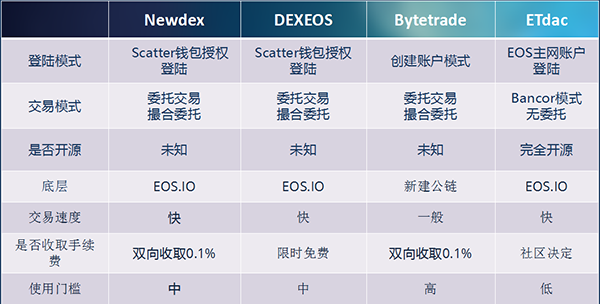 Newdex DEXEOS Bytetrade ETdac
登陆模式 Scatter钱包授权登陆 Scatter钱包授权登陆 创建账户模式 EOS主网账户登陆
交易模式 委托交易撮合委托 委托交易撮合委托 委托交易撮合委托 Bancor模式无委托
是否开源 未知 未知 未知 完全开源
底层 EOS.IO EOS.IO 新建公链 EOS.IO
交易速度 快 快 一般 快
是否收取手续费 双向收取0.1% 限时免费 双向收取0.1% 社区决定
使用门槛 中 中 高 低